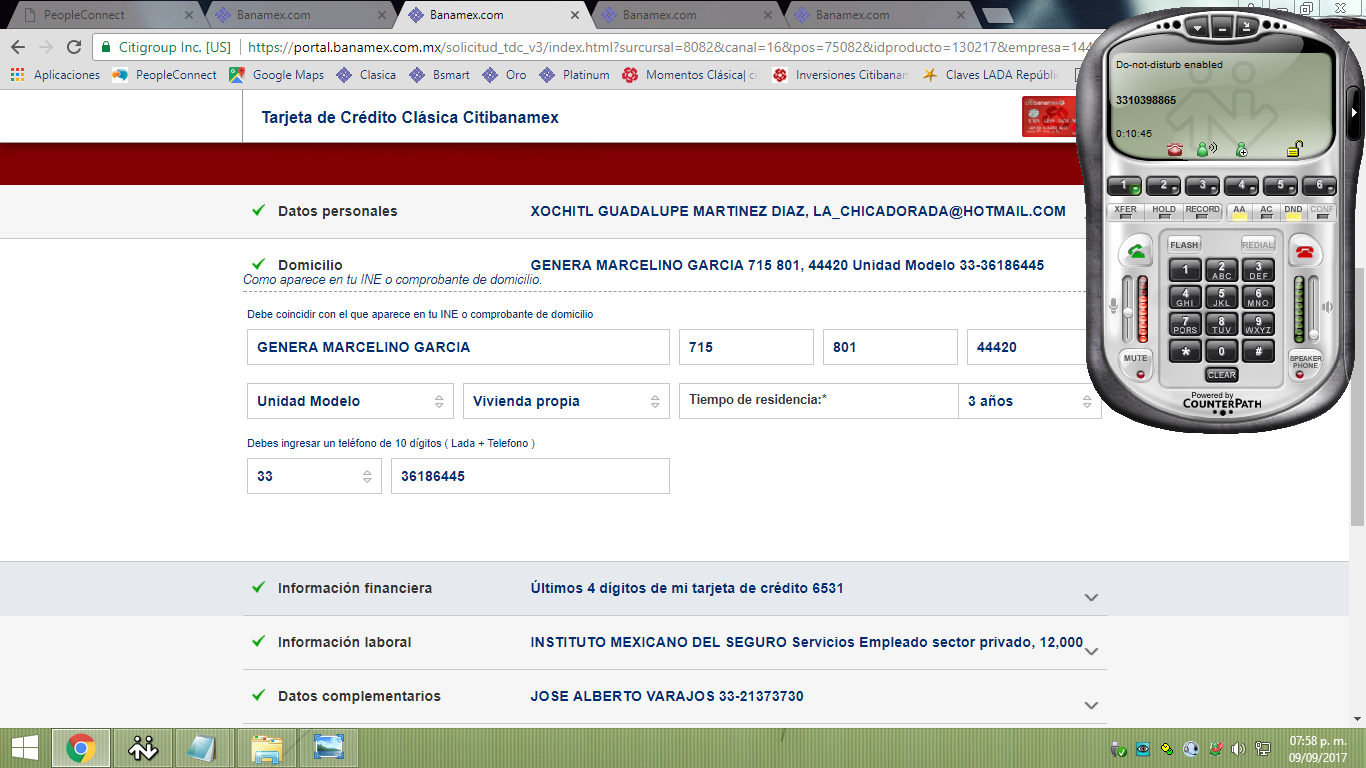 PeopleConnect
Banamex.com
Banamex.com
Banamex.com
Banamex.com
Citigroup Inc. [US]
https://portal.banamex.com.mx/solicitud_tdc_v3/index.html?surcursal=8082&canal=16&pos=75082&idproducto=130217&empresa=144
Aplicaciones
PeopleConnect
Google Maps
Clasica
Bsmart
Oro
Platinum
Momentos Clásica| c
Inversiones Citibanan
Claves LADA Repúbli
Tarjeta de Crédito Clásica Citibanamex
Datos personales
XOCHITL GUADALUPE MARTINEZ DIAZ, LA_CHICADORADA@HOTMAIL.COM
Domicilio
GENERA MARCELINO GARCIA 715 801, 44420 Unidad Modelo 33-36186445
Como aparece en tu INE o comprobante de domicilio.
Debe coincidir con el que aparece en tu INE o comprobante de domicilio
GENERA MARCELINO GARCIA
715
801
44420
Unidad Modelo
Vivienda propia
Tiempo de residencia:*
3 años
Debes ingresar un teléfono de 10 dígitos ( Lada + Telefono )
33
36186445
Información financiera
Últimos 4 dígitos de mi tarjeta de crédito 6531
Información laboral
INSTITUTO MEXICANO DEL SEGURO Servicios Empleado sector privado, 12,000
Datos complementarios
JOSE ALBERTO VARAJOS 33-21373730
Do-not-disturb enabled
3310398865
0:10:45
1 2 3 4 5 6
XFER HOLD RECORD AA AC DND CONF
FLASH
REDIAL
1
2 ABC
3 DEF
4 GHI
5 JKL
6 MNO
7 PQRS
8 TUV
9 WXYZ
*
0
#
MUTE
SPEAKER PHONE
CLEAR
Powered by
COUNTERPATH
07:58 p. m.
09/09/2017